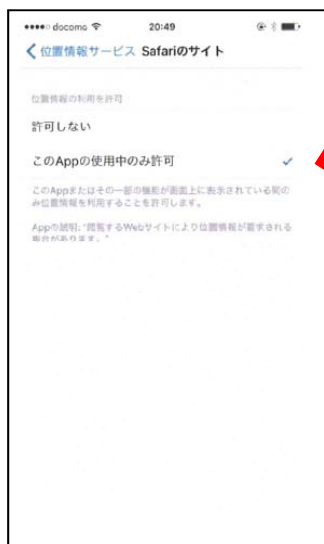 docomo 20:49
位置情報サービス Safariのサイト
位置情報の利用を許可
許可しない
このAppの使用中のみ許可
このAppまたはその一部の機能が画面上に表示されている間の
み位置情報を利用することを許可します。
Appの説明: "閲覧するWebサイトにより位置情報が要求される
場合があります。"